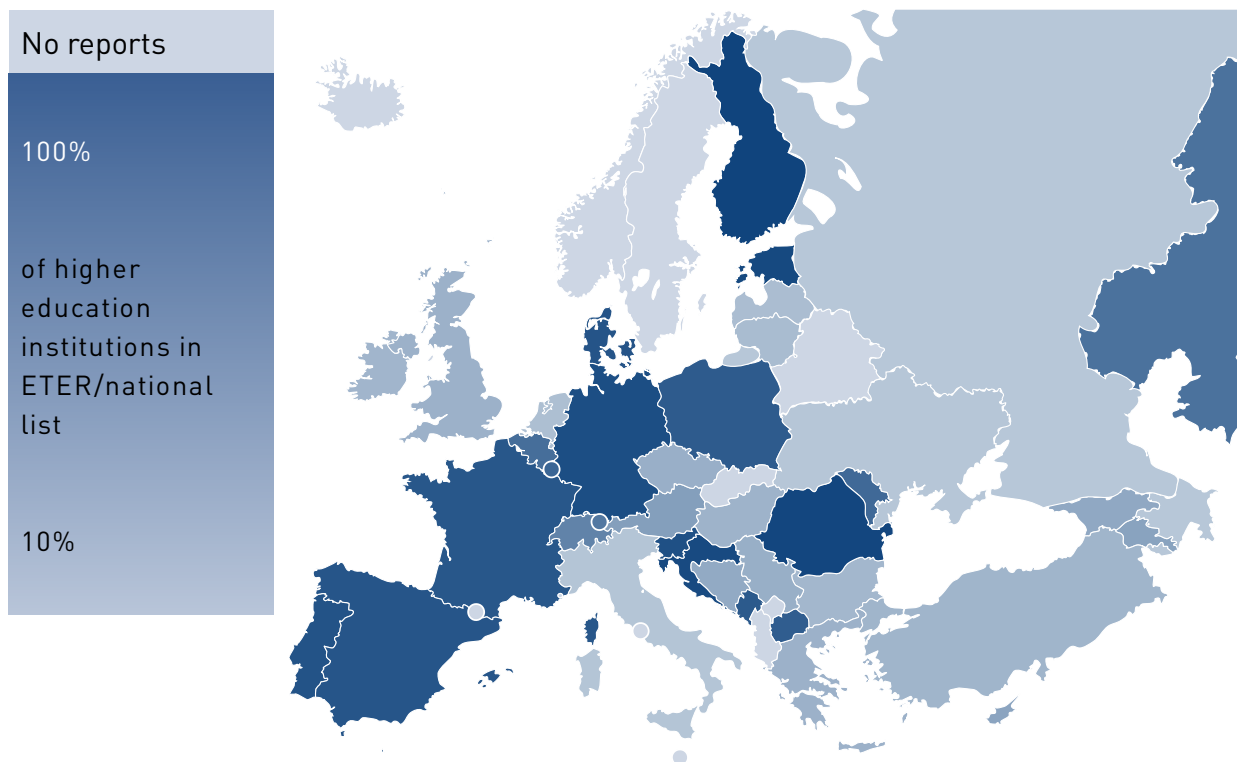 No reports
100%
of higher
education
institutions in
ETER/national
list
10%